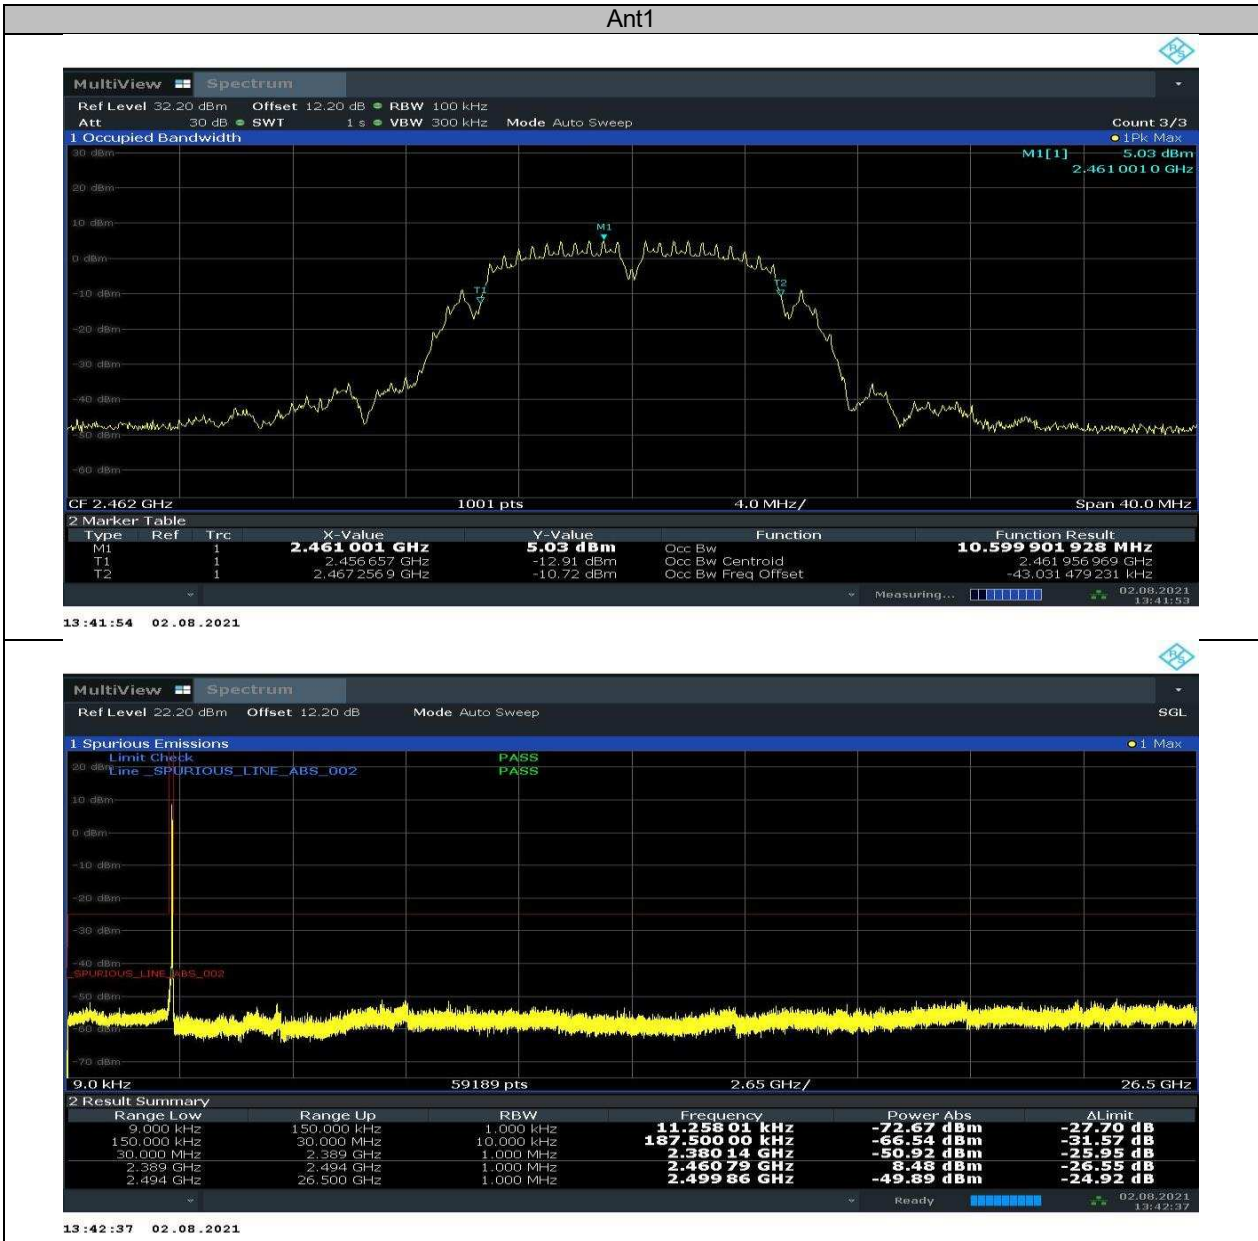 Ant1
R&S
MultiView Spectrum
Ref Level 32.20 dBm Offset 12.20 dB RBW 100 kHz
Att 30 dB SWT 1 s VBW 300 kHz Mode Auto Sweep Count 3/3
1 Occupied Bandwidth 1Pk Max
30 dBm M1[1] 5.03 dBm
2.461 001 0 GHz
20 dBm
10 dBm
M1
0 dBm
-10 dBm T1 T2
-20 dBm
-30 dBm
-40 dBm
-50 dBm
-60 dBm
CF 2.462 GHz 1001 pts 4.0 MHz/ Span 40.0 MHz
2 Marker Table
Type Ref Trc X-Value Y-Value Function Function Result
M1 1 2.461 001 GHz 5.03 dBm Occ Bw 10.599 901 928 MHz
T1 1 2.456 657 GHz -12.91 dBm Occ Bw Centroid 2.461 956 969 GHz
T2 1 2.467 256 9 GHz -10.72 dBm Occ Bw Freq Offset -43.031 479 231 kHz
Measuring... 02.08.2021
13:41:53
13:41:54 02.08.2021
R&S
MultiView Spectrum
Ref Level 22.20 dBm Offset 12.20 dB Mode Auto Sweep SGL
1 Spurious Emissions 1 Max
Limit Check PASS
20 dBm Line _SPURIOUS_LINE_ABS_002 PASS
10 dBm
0 dBm
-10 dBm
-20 dBm
-30 dBm
-40 dBm
_SPURIOUS_LINE_ABS_002
-50 dBm
-60 dBm
-70 dBm
9.0 kHz 59189 pts 2.65 GHz/ 26.5 GHz
2 Result Summary
Range Low Range Up RBW Frequency Power Abs ΔLimit
9.000 kHz 150.000 kHz 1.000 kHz 11.258 01 kHz -72.67 dBm -27.70 dB
150.000 kHz 30.000 MHz 10.000 kHz 187.500 00 kHz -66.54 dBm -31.57 dB
30.000 MHz 2.389 GHz 1.000 MHz 2.380 14 GHz -50.92 dBm -25.95 dB
2.389 GHz 2.494 GHz 1.000 MHz 2.460 79 GHz 8.48 dBm -26.55 dB
2.494 GHz 26.500 GHz 1.000 MHz 2.499 86 GHz -49.89 dBm -24.92 dB
Ready 02.08.2021
13:42:37
13:42:37 02.08.2021